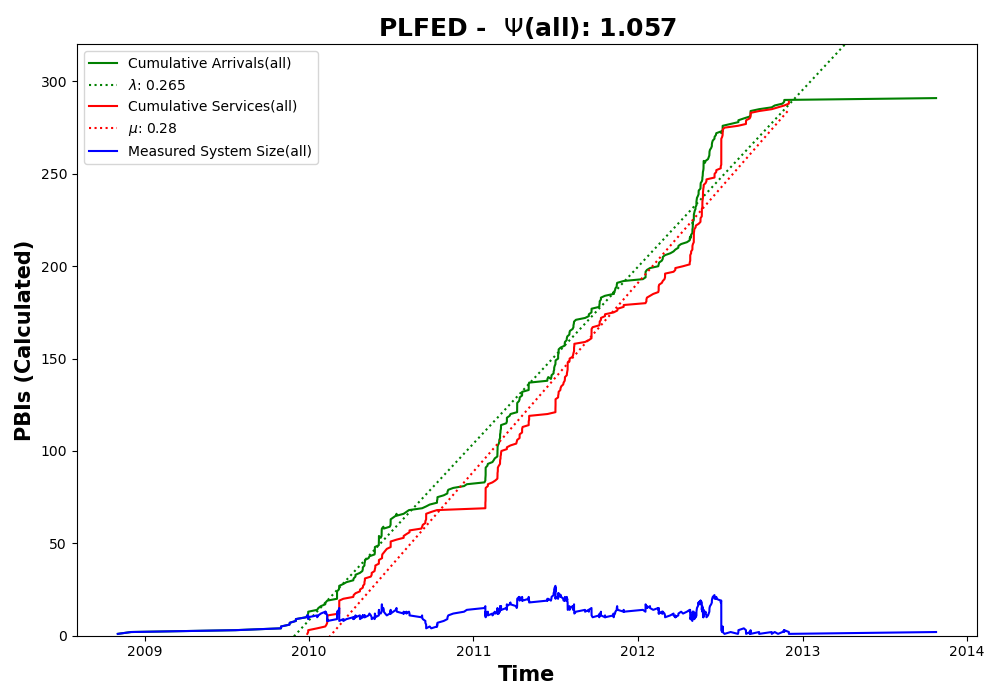 PLFED -  Ψ(all): 1.057
Cumulative Arrivals(all)
λ: 0.265
Cumulative Services(all)
μ: 0.28
Measured System Size(all)
PBIs (Calculated)
300
250
200
150
100
50
0
2009 2010 2011 2012 2013 2014
Time